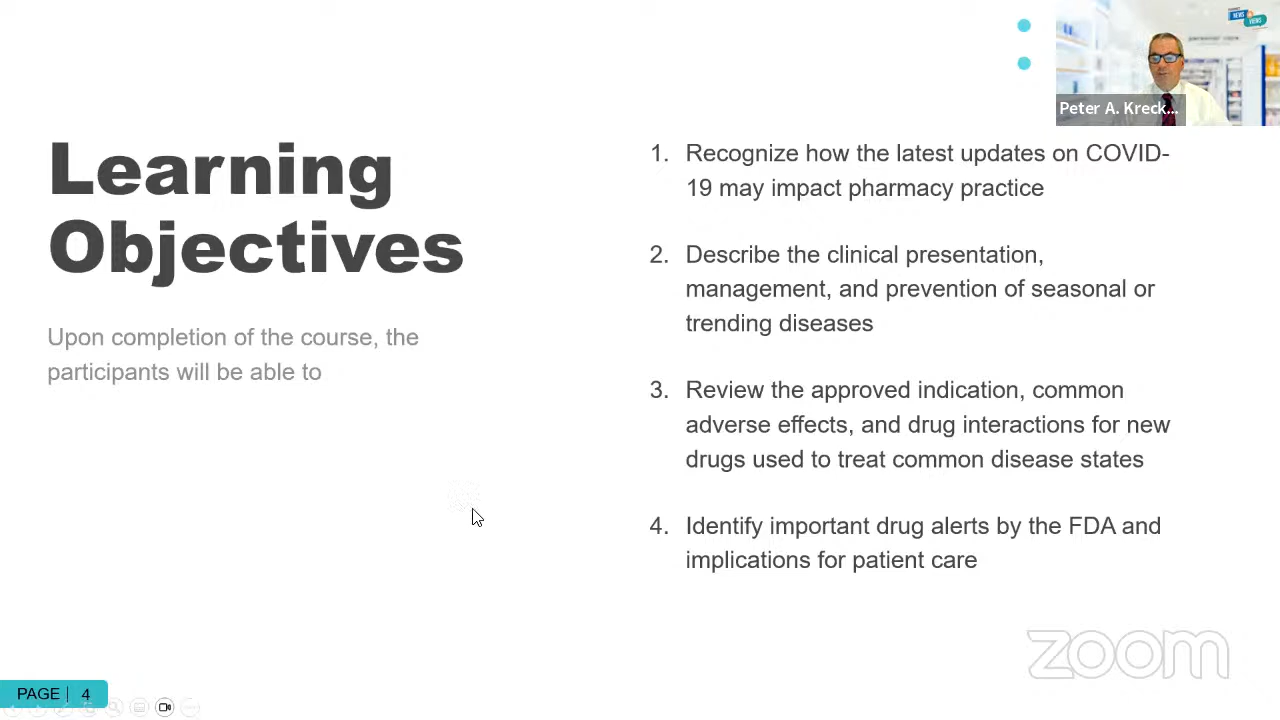 NEWS
VIEWS
Peter A. Kreck...
Learning
Objectives
Upon completion of the course, the
participants will be able to
1. Recognize how the latest updates on COVID-
19 may impact pharmacy practice
2. Describe the clinical presentation,
management, and prevention of seasonal or
trending diseases
3. Review the approved indication, common
adverse effects, and drug interactions for new
drugs used to treat common disease states
4. Identify important drug alerts by the FDA and
implications for patient care
zoom
PAGE | 4